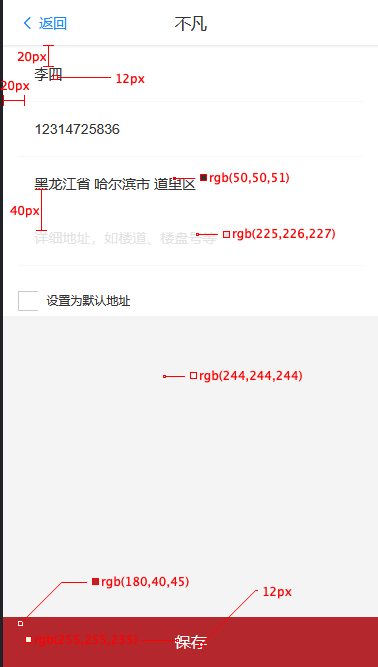 返回 不凡
20px
李四 12px
20px
12314725836
黑龙江省 哈尔滨市 道里区 rgb(50,50,51)
40px
详细地址，如楼道、楼盘号等 rgb(225,226,227)
设置为默认地址
rgb(244,244,244)
rgb(180,40,45)
12px
rgb(255,255,255) 保存